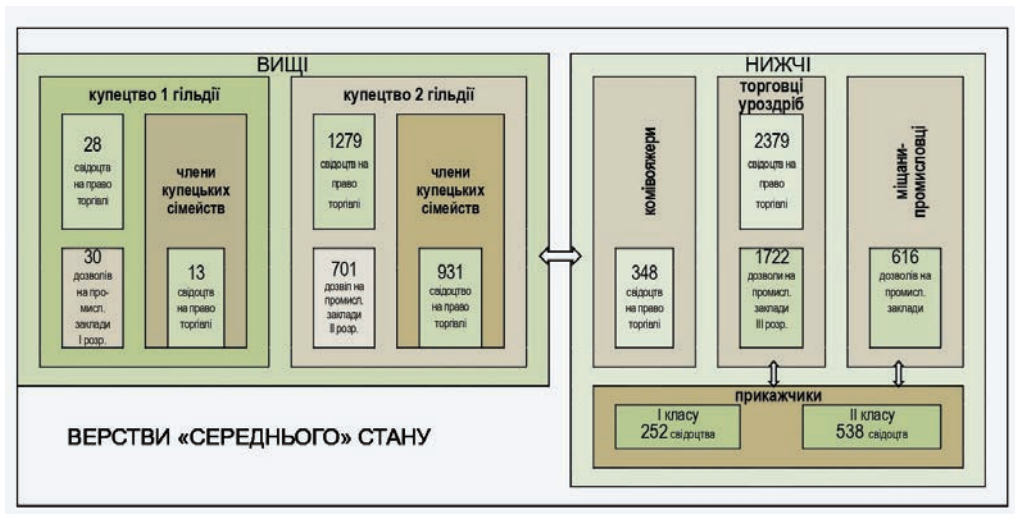 ВИЩІ
купецтво 1 гільдії
28
свідоцтв
на право
торгівлі
30
дозволів
на про-
мисл.
заклади
І розр.
члени
купецьких
сімейств
13
свідоцтв
на право
торгівлі
купецтво 2 гільдії
1279
свідоцтв на
право
торгівлі
701
дозвіл на
промисл.
заклади
ІІ розр.
члени
купецьких
сімейств
931
свідоцтво
на право
торгівлі
НИЖЧІ
комівояжери
348
свідоцтв
на право
торгівлі
торговці
уроздріб
2379
свідоцтв на
право
торгівлі
1722
дозволи на
промисл.
заклади
ІІІ розр.
міщани-
промисловці
616
дозволів на
промисл.
заклади
прикажчики
І класу
252 свідоцтва
ІІ класу
538 свідоцтв
ВЕРСТВИ «СЕРЕДНЬОГО» СТАНУ